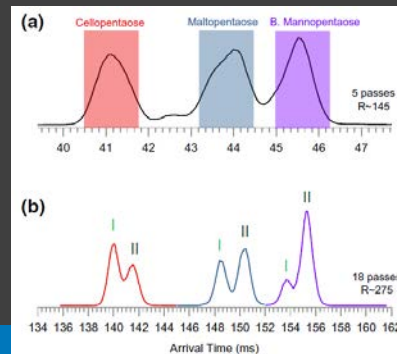 (a)
Cellopentaose Maltopentaose B. Mannopentaose
5 passes
R~145
40 41 42 43 44 45 46 47
(b)
I II I II I II
18 passes
R~275
134 136 138 140 142 144 146 148 150 152 154 156 158 160 162
Arrival Time (ms)